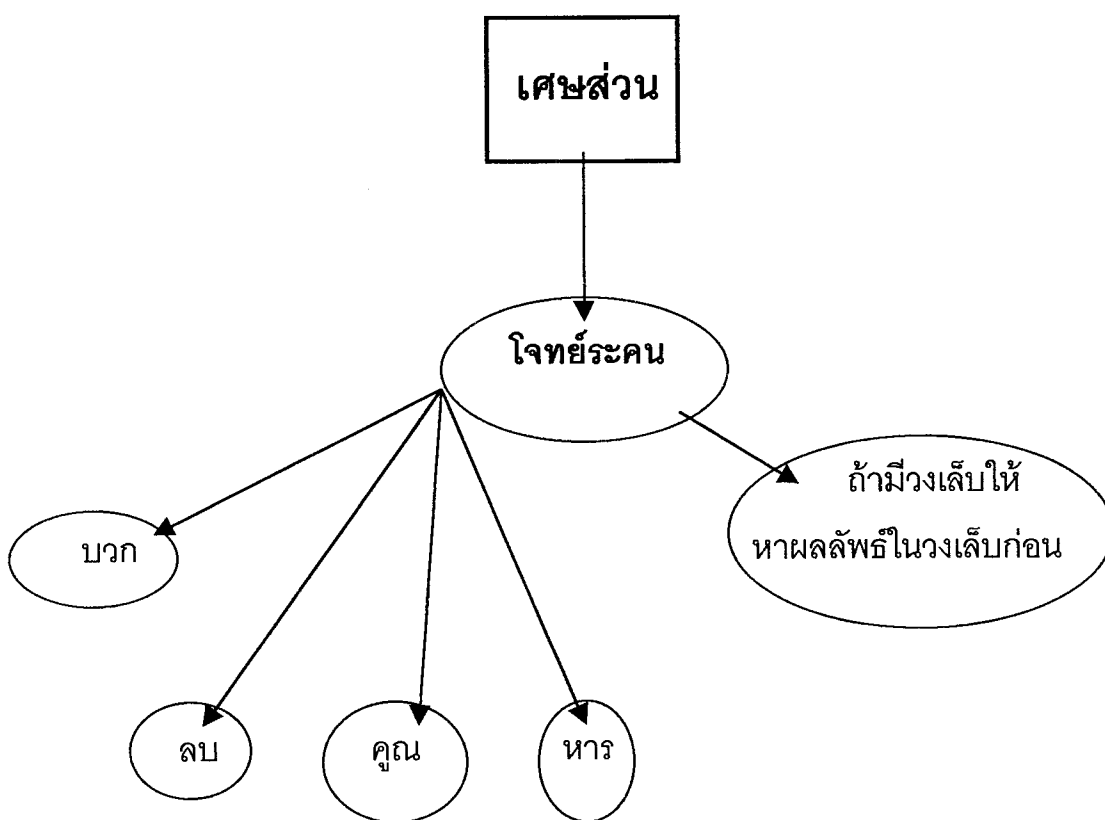 เศษส่วน
โจทย์ระคน
ถ้ามีวงเล็บให้
หาผลลัพธ์ในวงเล็บก่อน
บวก
ลบ
คูณ
หาร